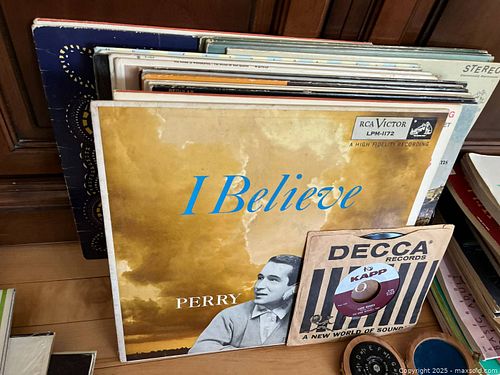 STEREO
RCA VICTOR
LPM-1172
A HIGH FIDELITY RECORDING
I Believe
PERRY
DECCA
RECORDS
KAPP
A NEW WORLD OF SOUND
Copyright 2025 - maxsold.com